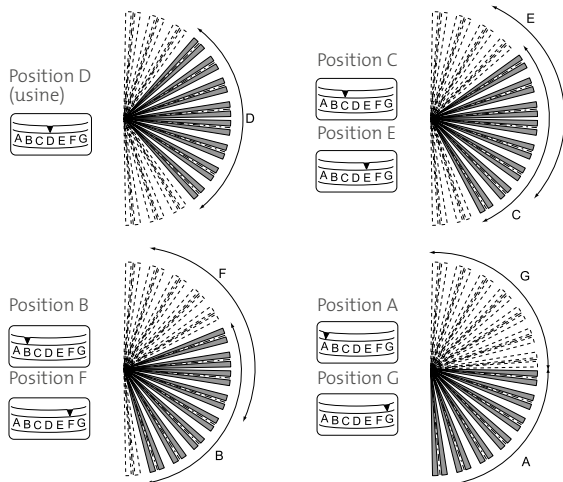 Position D
(usine)
ABCDEFG
D
Position C
ABCDEFG
Position E
ABCDEFG
E
C
Position B
ABCDEFG
Position F
ABCDEFG
F
B
Position A
ABCDEFG
Position G
ABCDEFG
G
A